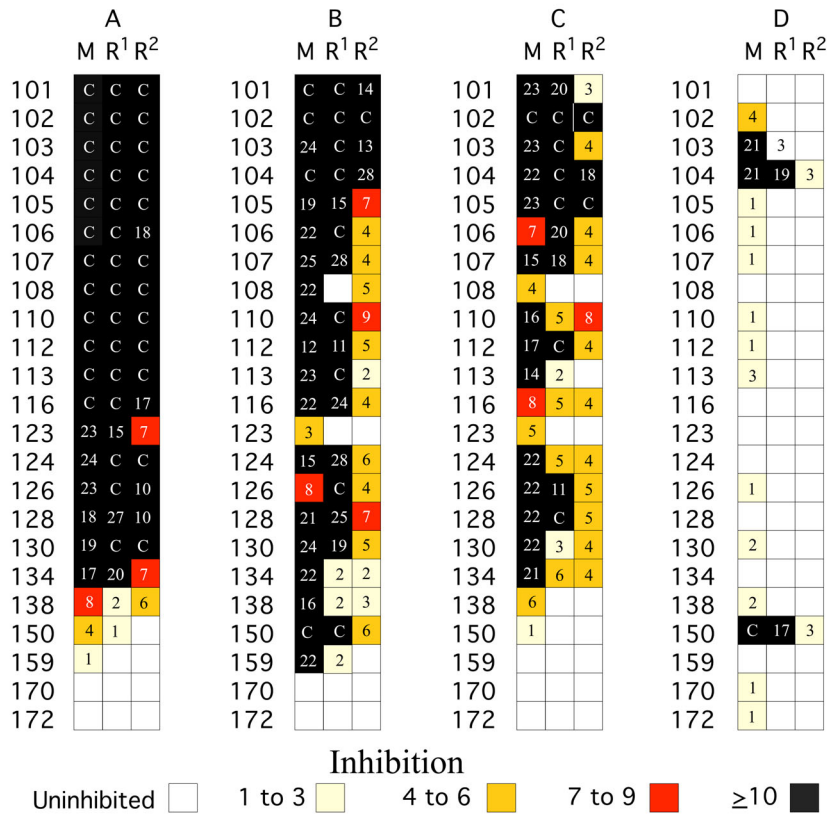 A B C D
M R¹ R² M R¹ R² M R¹ R² M R¹ R²
101 C C C 101 C C 14 101 23 20 3 101
102 C C C 102 C C C 102 C C C 102 4
103 C C C 103 24 C 13 103 23 C 4 103 21 3
104 C C C 104 C C 28 104 22 C 18 104 21 19 3
105 C C C 105 19 15 7 105 23 C C 105 1
106 C C 18 106 22 C 4 106 7 20 4 106 1
107 C C C 107 25 28 4 107 15 18 4 107 1
108 C C C 108 22 5 108 4 108
110 C C C 110 24 C 9 110 16 5 8 110 1
112 C C C 112 12 11 5 112 17 C 4 112 1
113 C C C 113 23 C 2 113 14 2 113 3
116 C C 17 116 22 24 4 116 8 5 4 116
123 23 15 7 123 3 123 5 123
124 24 C C 124 15 28 6 124 22 5 4 124
126 23 C 10 126 8 C 4 126 22 11 5 126 1
128 18 27 10 128 21 25 7 128 22 C 5 128
130 19 C C 130 24 19 5 130 22 3 4 130 2
134 17 20 7 134 22 2 2 134 21 6 4 134
138 8 2 6 138 16 2 3 138 6 138 2
150 4 1 150 C C 6 150 1 150 C 17 3
159 1 159 22 2 159 159
170 170 170 170 1
172 172 172 172 1
Inhibition
Uninhibited 1 to 3 4 to 6 7 to 9 ≥10